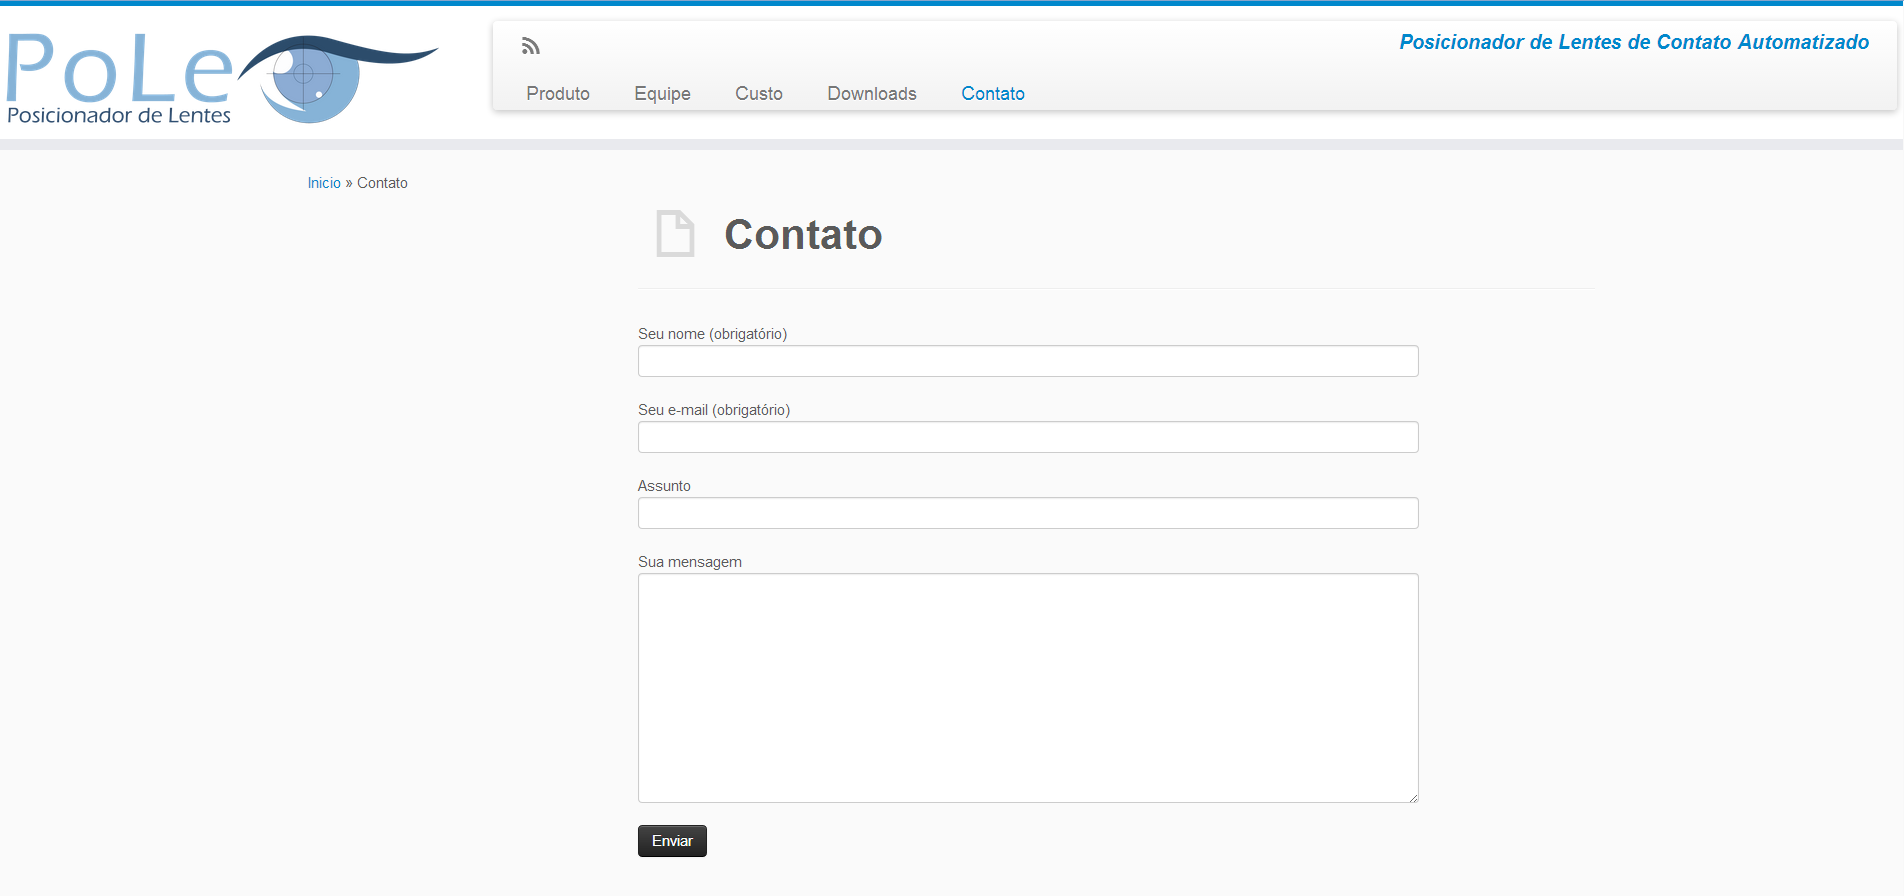 PoLe
Posicionador de Lentes
Posicionador de Lentes de Contato Automatizado
Produto Equipe Custo Downloads Contato
Inicio » Contato
Contato
Seu nome (obrigatório)
Seu e-mail (obrigatório)
Assunto
Sua mensagem
Enviar